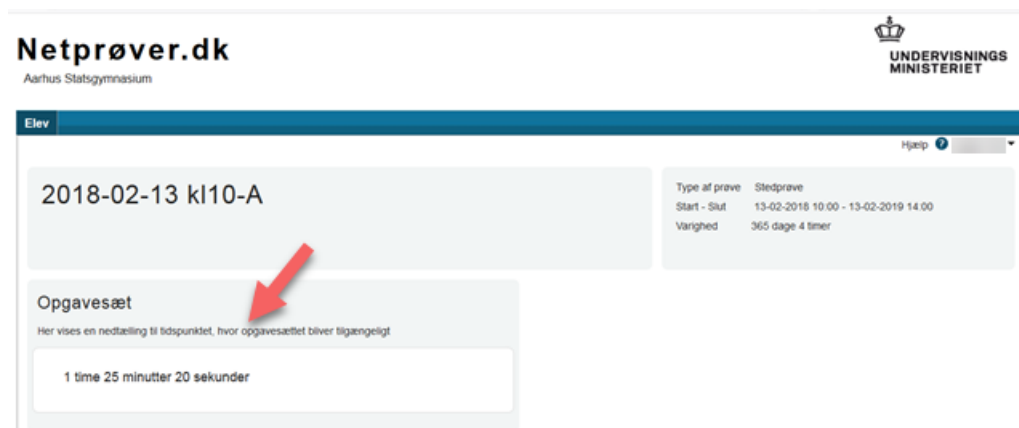 Netprøver.dk
Aarhus Statsgymnasium
UNDERVISNINGS
MINISTERIET
Elev
Hjælp ?
2018-02-13 kl10-A
Type af prøve Stedprøve
Start - Slut 13-02-2018 10:00 - 13-02-2019 14:00
Varighed 365 dage 4 timer
Opgavesæt
Her vises en nedtælling til tidspunktet, hvor opgavesættet bliver tilgængeligt
1 time 25 minutter 20 sekunder